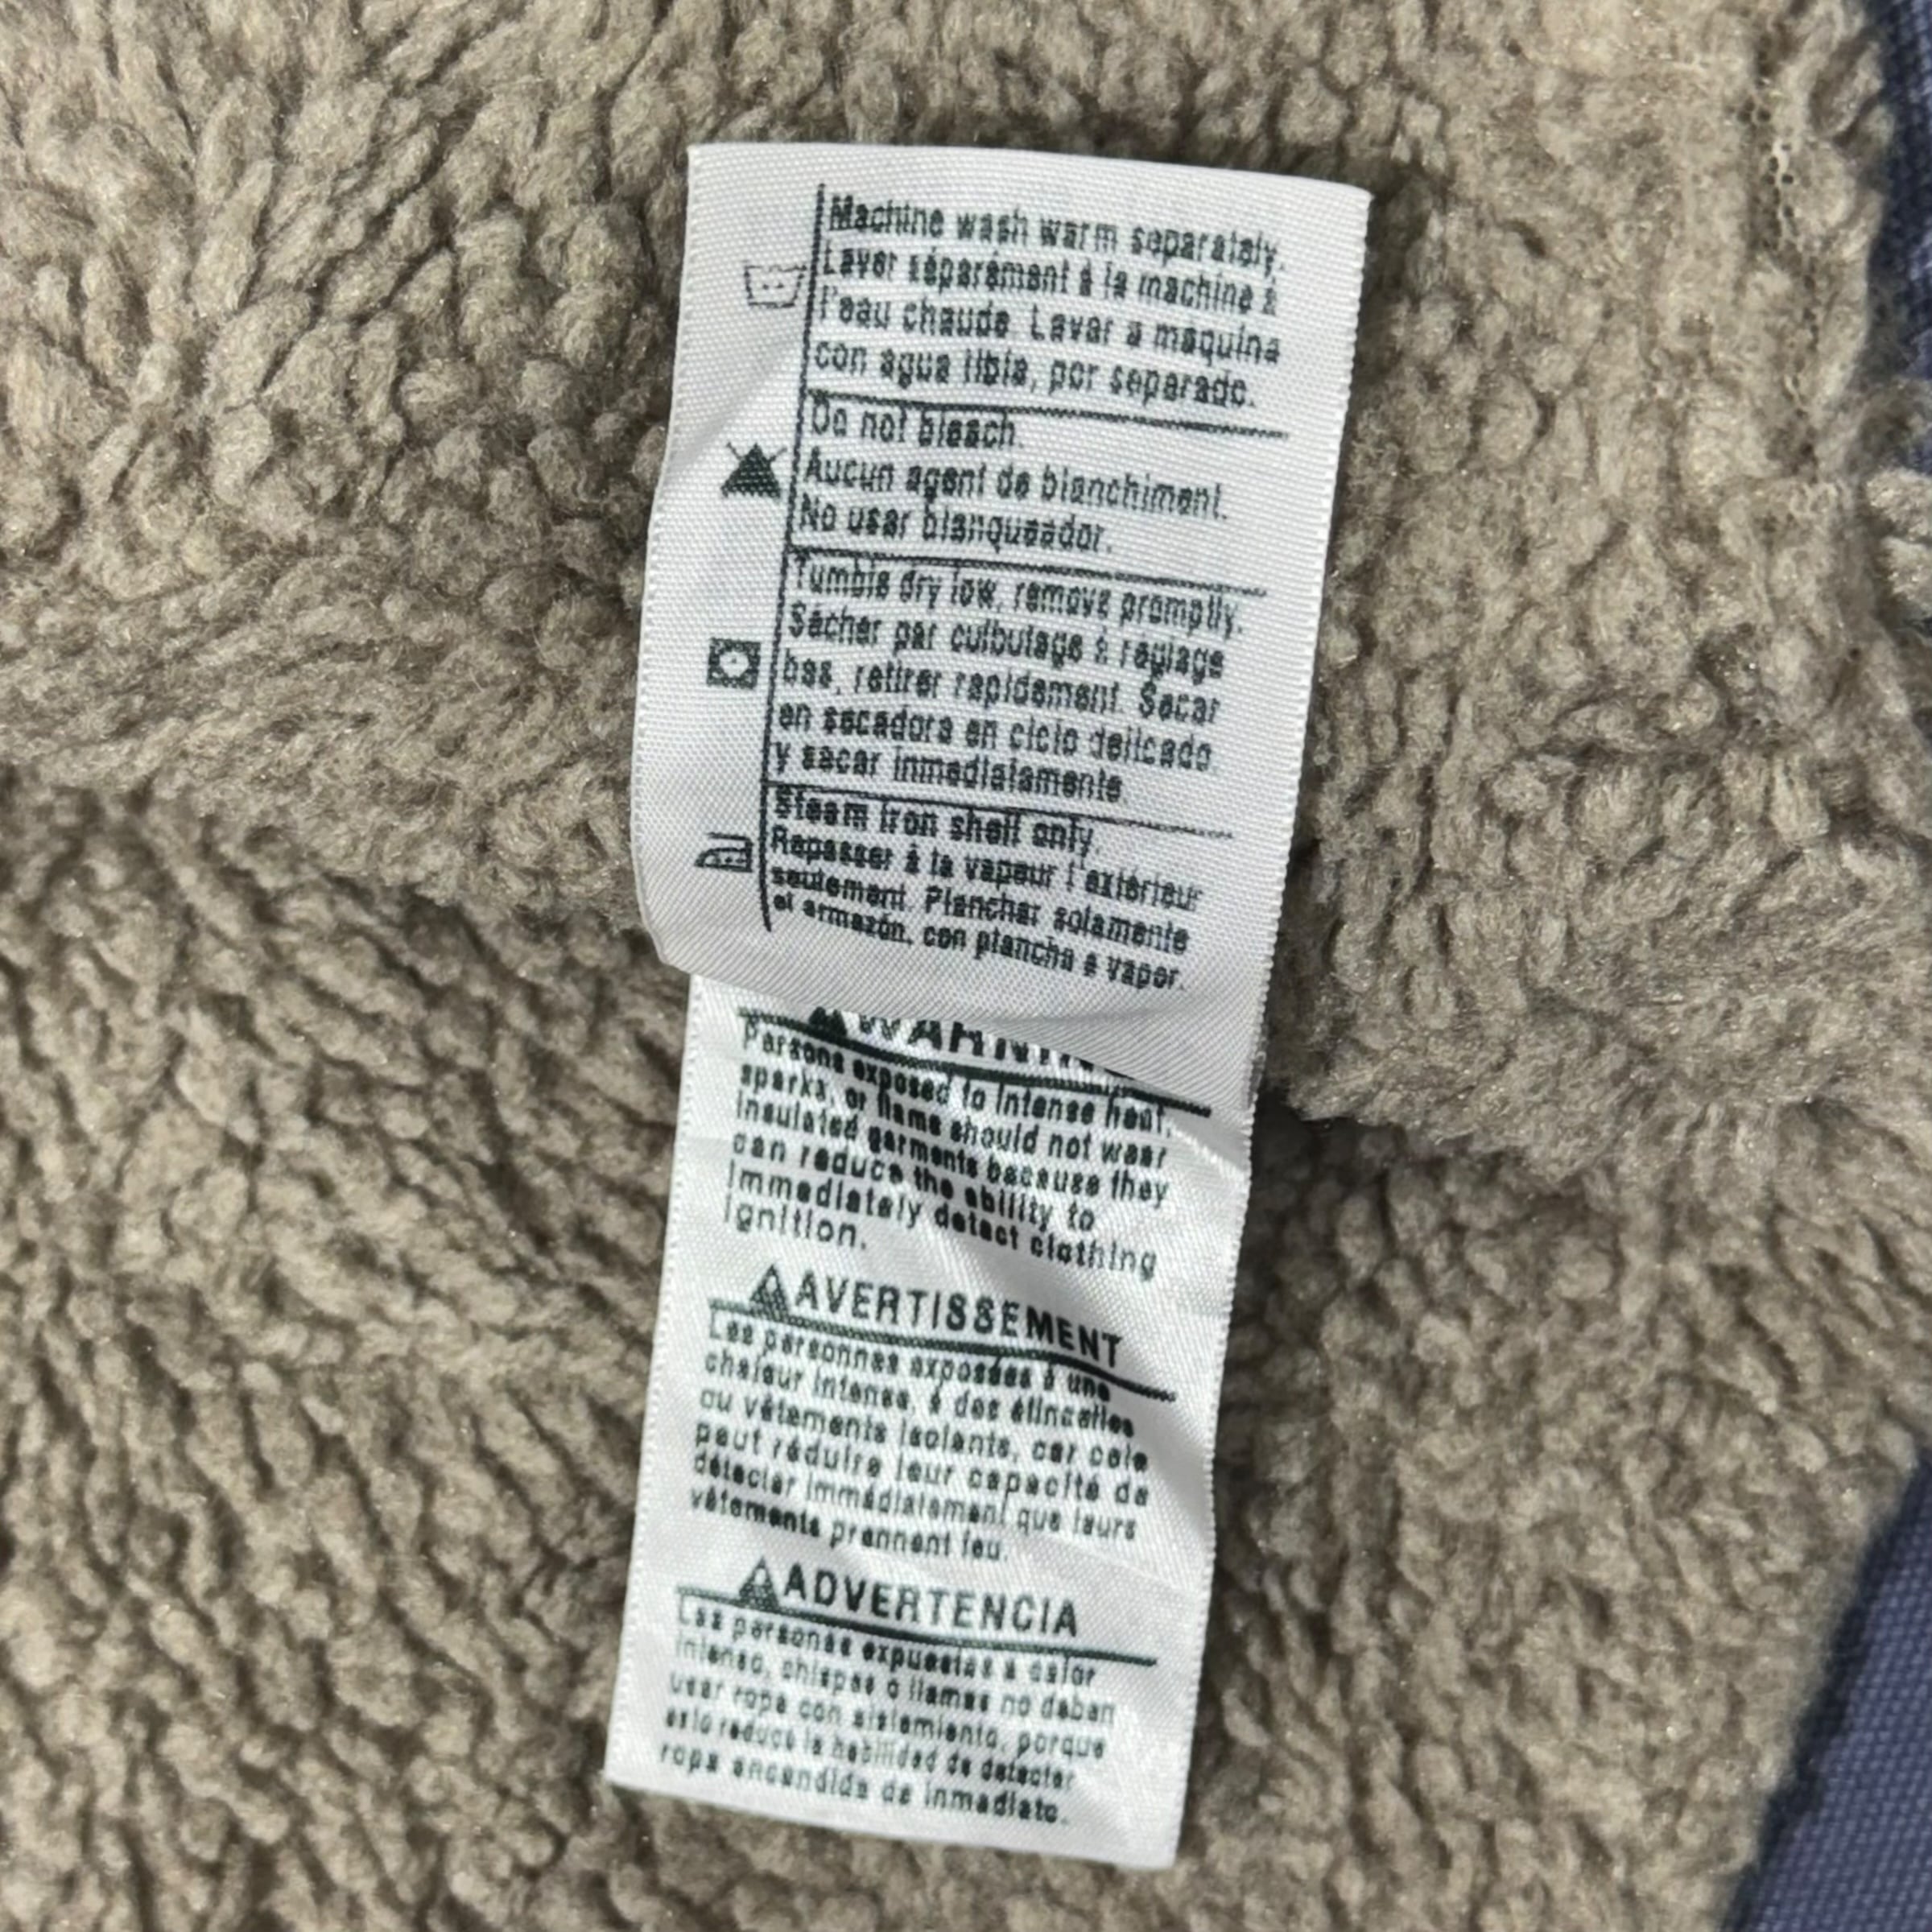 Machine wash warm separately.
Laver séparément à la machine à
l'eau chaude. Lavar a maquina
con agua tibia, por separado.
Do not bleach.
Aucun agent de blanchiment.
No usar blanqueador.
Tumble dry low, remove promptly.
Sécher par culbutage à reglage
bas, retirer rapidement. Secar
en secadora en ciclo delicado
y sacar inmediatamente.
Steam iron shell only
Repasser à la vapeur l'extérieur
seulement. Planchar solamente
el armazón, con plancha a vapor.
WARNING
Persons exposed to intense heat,
sparks, or flame should not wear
insulated garments because they
can reduce the ability to
immediately detect clothing
ignition.
AVERTISSEMENT
Les personnes exposées à une
chaleur intense, à des étincelles
ou vêtements isolants, car cela
peut réduire leur capacité de
détecter immédiatement que leurs
vêtements prennent feu.
ADVERTENCIA
Las personas expuestas a calor
intenso, chispas o llamas no deban
usar ropa con aislamiento, porque
esto reduce la habilidad de detectar
ropa encendida de inmediato.